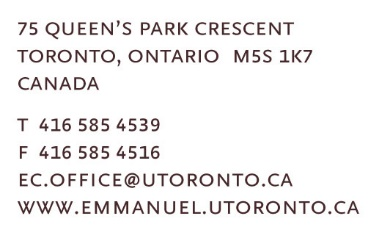 75 QUEEN'S PARK CRESCENT
TORONTO, ONTARIO M5S 1K7
CANADA
T 416 585 4539
F 416 585 4516
EC.OFFICE@UTORONTO.CA
WWW.EMMANUEL.UTORONTO.CA